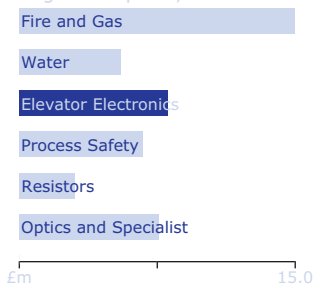 Fire and Gas
Water
Elevator Electronics
Process Safety
Resistors
Optics and Specialist
£m 15.0